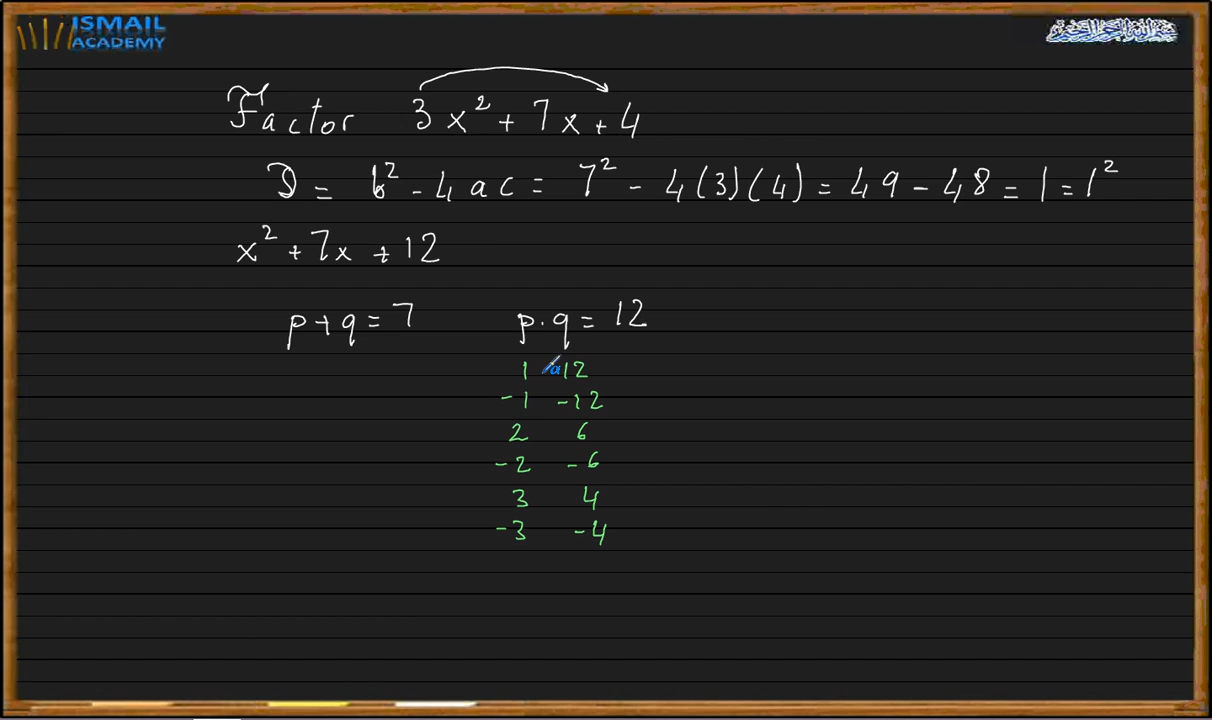 ISMAIL
ACADEMY
Factor 3x² + 7x + 4
D = b² - 4ac = 7² - 4(3)(4) = 49 - 48 = 1 = 1²
x² + 7x + 12
p + q = 7 p · q = 12
1 12
-1 -12
2 6
-2 -6
3 4
-3 -4